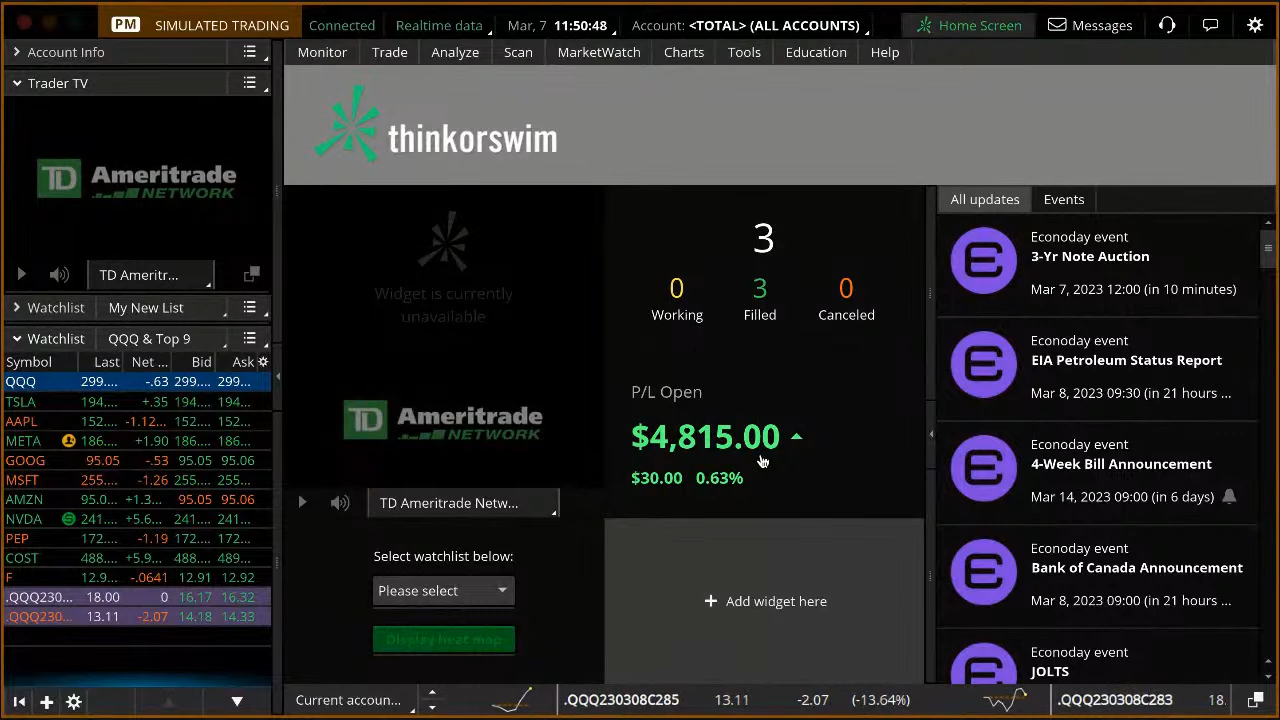 PM SIMULATED TRADING Connected Realtime data Mar, 7 11:50:48 Account: <TOTAL> (ALL ACCOUNTS) Home Screen Messages
Account Info
Monitor Trade Analyze Scan MarketWatch Charts Tools Education Help
Trader TV
TD Ameritrade NETWORK
TD Ameritr...
thinkorswim
Widget is currently
unavailable
TD Ameritrade NETWORK
TD Ameritrade Netw...
Select watchlist below:
Please select
Display heat map
3
0 3 0
Working Filled Canceled
P/L Open
$4,815.00
$30.00 0.63%
Add widget here
All updates Events
Econoday event
3-Yr Note Auction
Mar 7, 2023 12:00 (in 10 minutes)
Econoday event
EIA Petroleum Status Report
Mar 8, 2023 09:30 (in 21 hours ...
Econoday event
4-Week Bill Announcement
Mar 14, 2023 09:00 (in 6 days)
Econoday event
Bank of Canada Announcement
Mar 8, 2023 09:00 (in 21 hours ...
Econoday event
JOLTS
Watchlist My New List
Watchlist QQQ & Top 9
Symbol Last Net ... Bid Ask
QQQ 299.... -.63 299.... 299...
TSLA 194.... +.35 194.... 194...
AAPL 152.... -1.12... 152.... 152...
META 186.... +1.90 186.... 186...
GOOG 95.05 -.53 95.05 95.06
MSFT 255.... -1.26 255.... 255...
AMZN 95.0... +1.3... 95.05 95.06
NVDA 241.... +5.6... 241.... 241...
PEP 172.... -1.19 172.... 172...
COST 488.... +5.9... 488.... 489...
F 12.9... -.0641 12.91 12.92
.QQQ230... 18.00 0 16.17 16.32
.QQQ230... 13.11 -2.07 14.18 14.33
Current accoun... .QQQ230308C285 13.11 -2.07 (-13.64%) .QQQ230308C283 18.